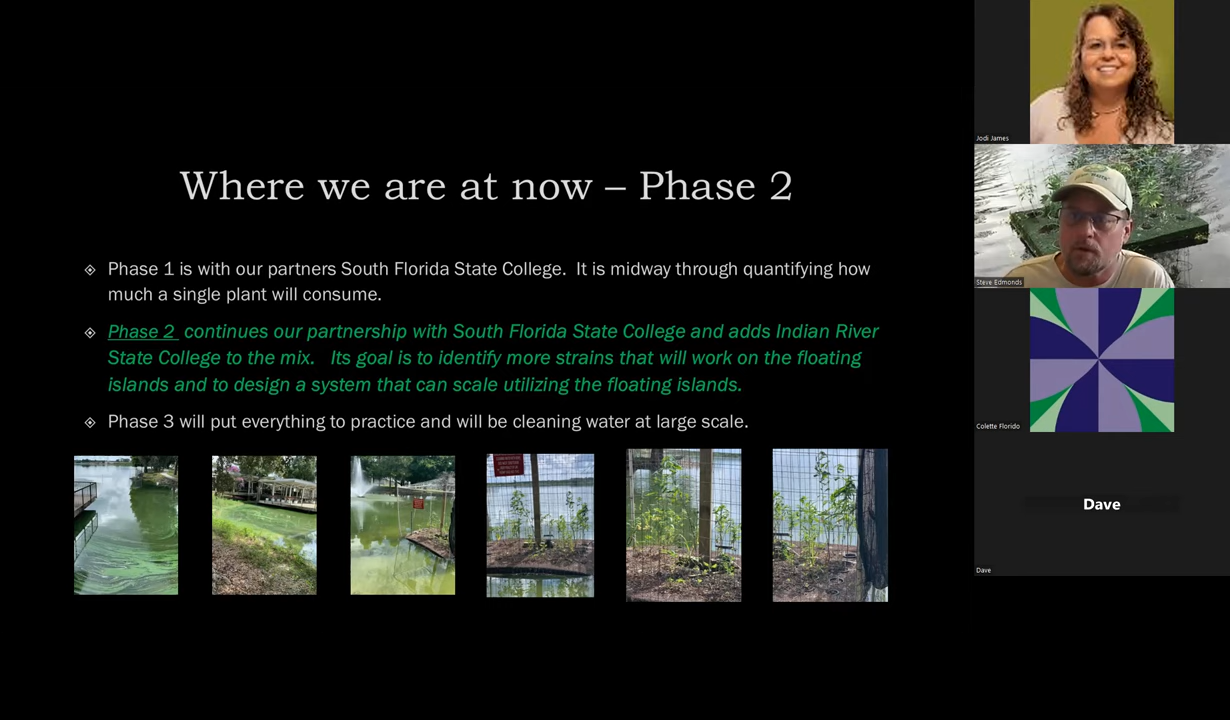 Where we are at now – Phase 2
Phase 1 is with our partners South Florida State College.  It is midway through quantifying how
much a single plant will consume.
Phase 2  continues our partnership with South Florida State College and adds Indian River
State College to the mix.   Its goal is to identify more strains that will work on the floating
islands and to design a system that can scale utilizing the floating islands.
Phase 3 will put everything to practice and will be cleaning water at large scale.
Jodi James
Steve Edmonds
Colette Florido
Dave
Dave